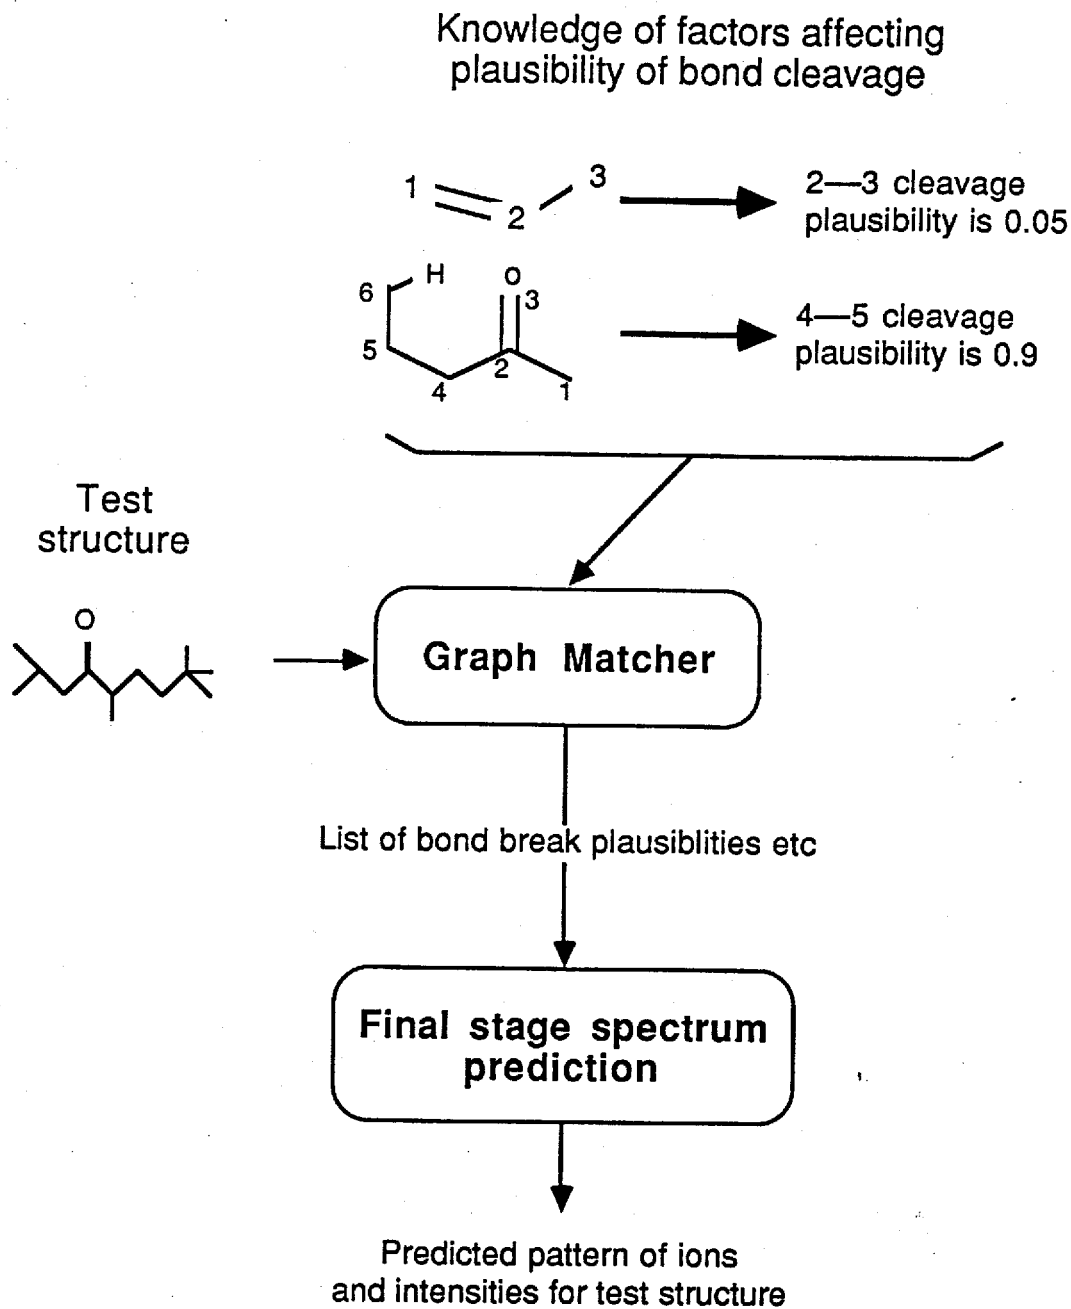 Knowledge of factors affecting
plausibility of bond cleavage
1
2
3
2—3 cleavage
plausibility is 0.05
6
H
O
3
5
4
2
1
4—5 cleavage
plausibility is 0.9
Test
structure
O
Graph Matcher
List of bond break plausiblities etc
Final stage spectrum
prediction
Predicted pattern of ions
and intensities for test structure